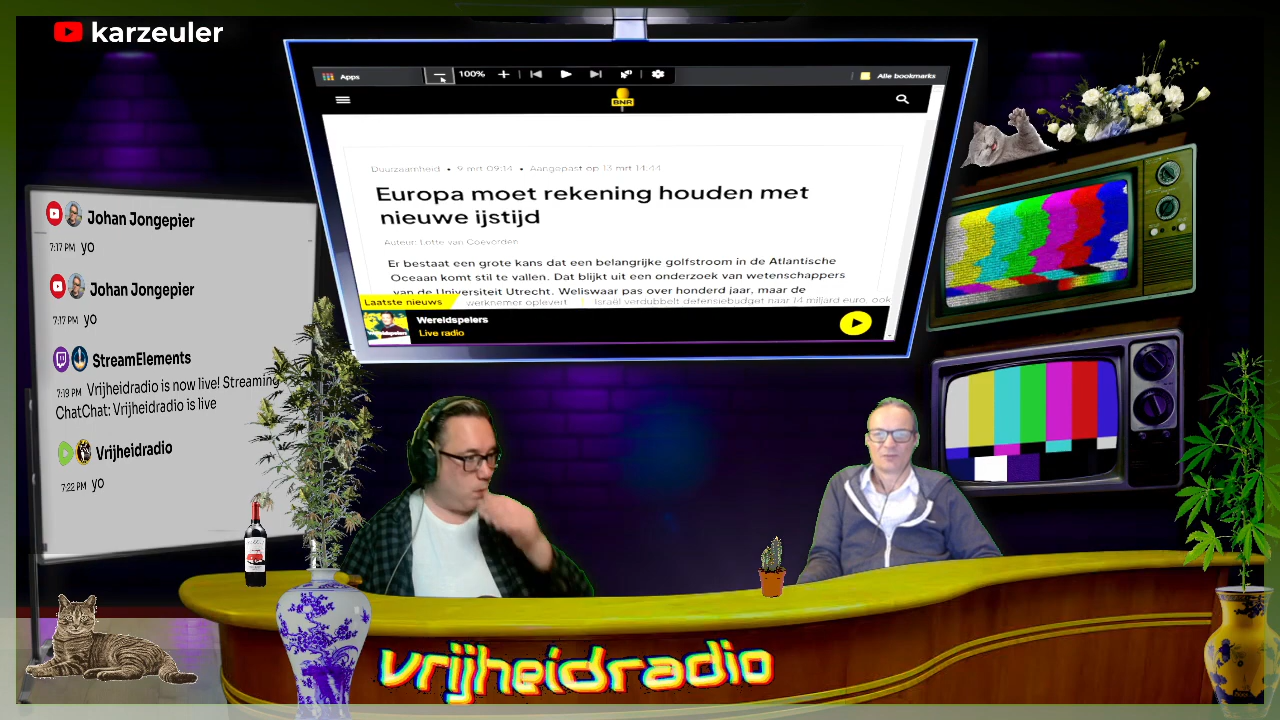 karzeuler
Apps
100%
Alle bookmarks
BNR
Duurzaamheid • 9 mrt 09:14 • Aangepast op 13 mrt 14:44
Europa moet rekening houden met
nieuwe ijstijd
Auteur: Lotte van Coevorden
Er bestaat een grote kans dat een belangrijke golfstroom in de Atlantische
Oceaan komt stil te vallen. Dat blijkt uit een onderzoek van wetenschappers
van de Universiteit Utrecht. Weliswaar pas over honderd jaar, maar de
Laatste nieuws werknemer oplevert Israël verdubbelt defensiebudget naar 14 miljard euro, ook
Wereldspelers
Live radio
Johan Jongepier
7:17 PM yo
Johan Jongepier
7:17 PM yo
StreamElements
7:19 PM Vrijheidradio is now live! Streaming
ChatChat: Vrijheidradio is live
Vrijheidradio
7:22 PM yo
vrijheidradio